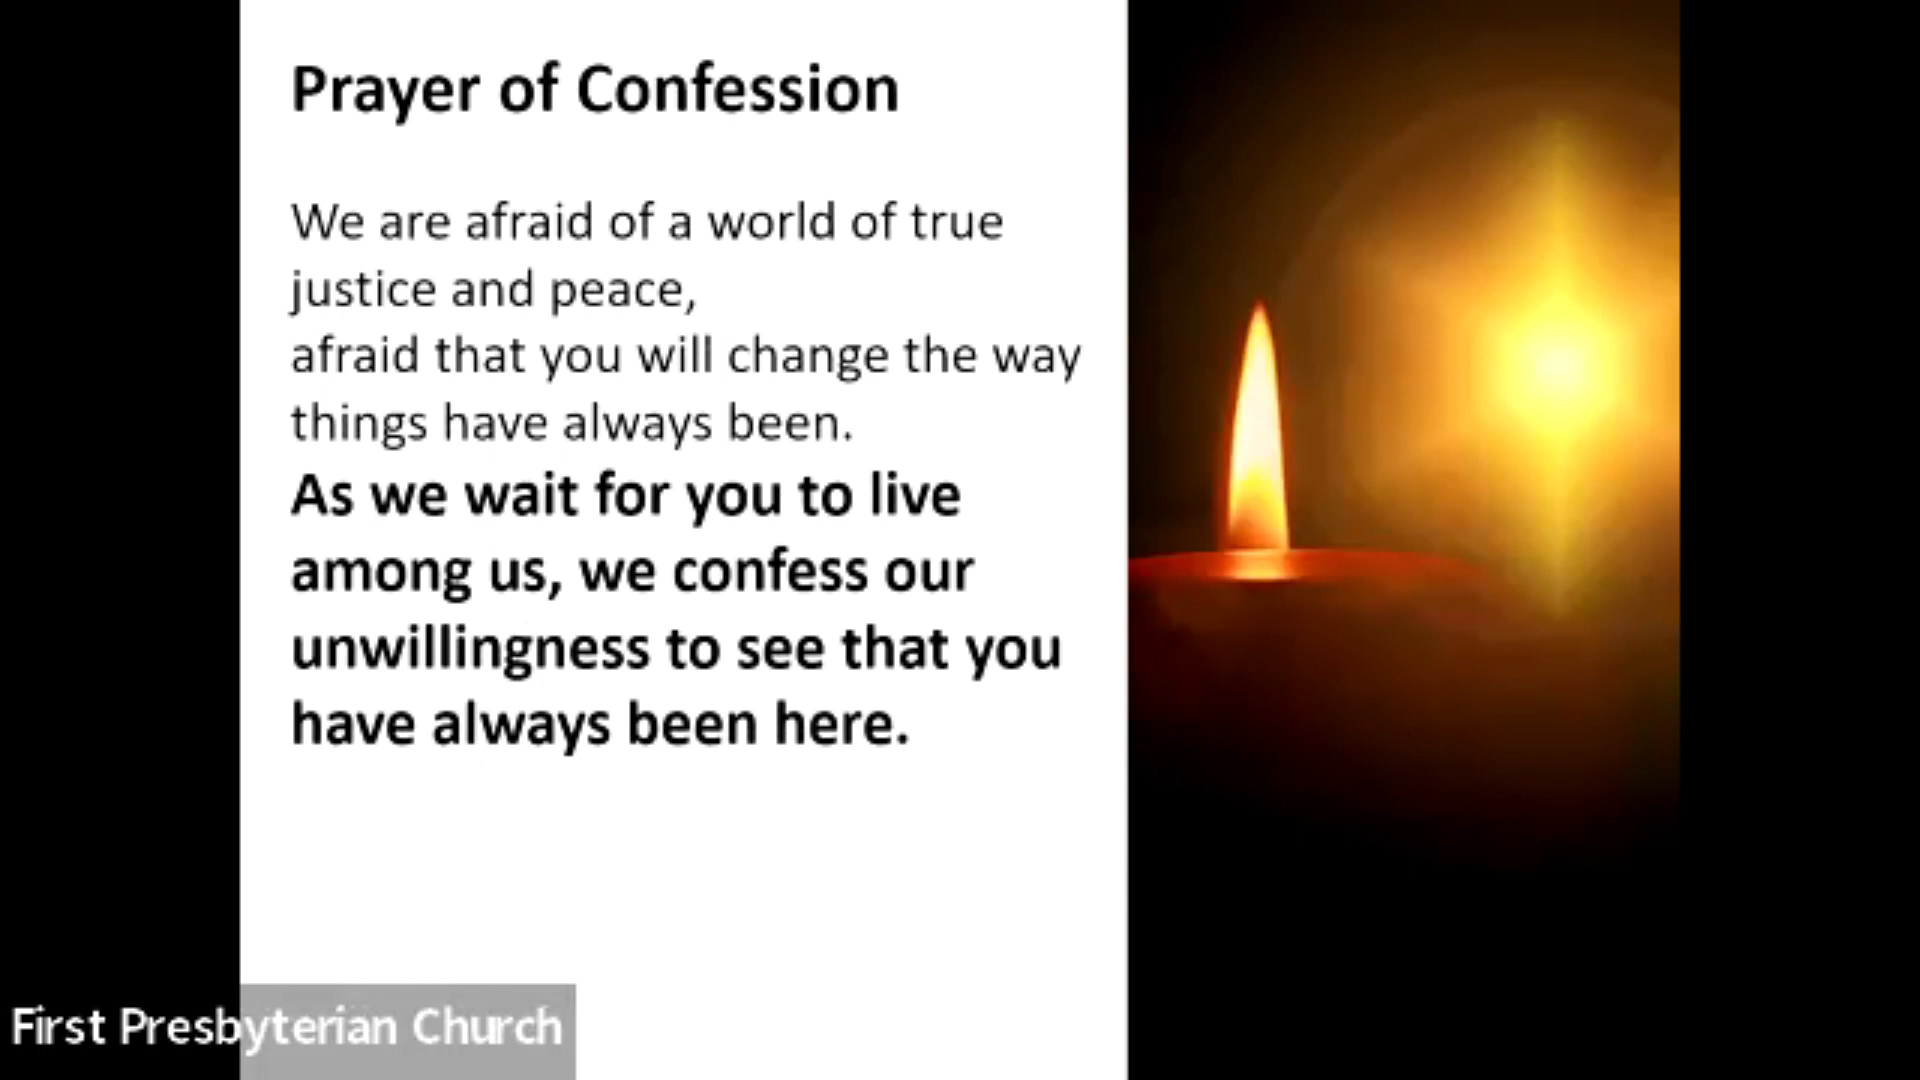 Prayer of Confession
We are afraid of a world of true
justice and peace,
afraid that you will change the way
things have always been.
As we wait for you to live
among us, we confess our
unwillingness to see that you
have always been here.
First Presbyterian Church